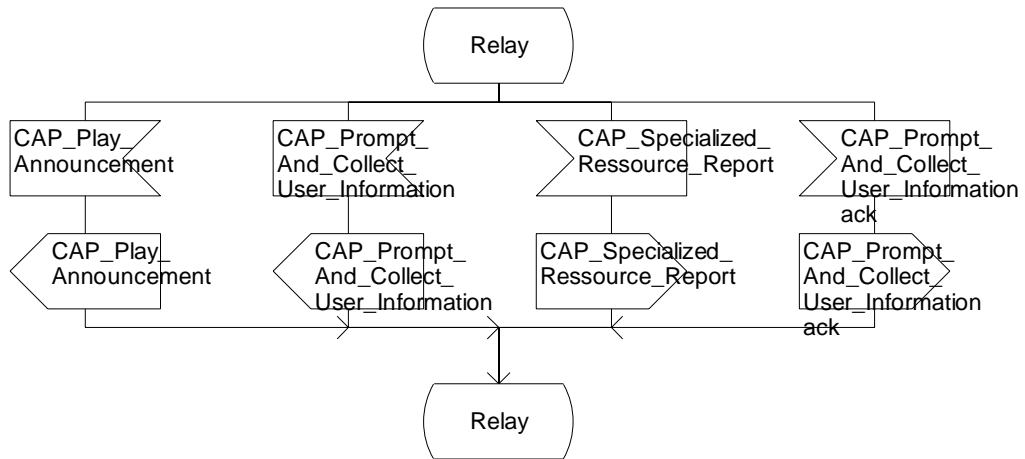 Relay
CAP_Play_
Announcement
CAP_Prompt_
And_Collect_
User_Information
CAP_Specialized_
Ressource_Report
CAP_Prompt_
And_Collect_
User_Information
ack
CAP_Play_
Announcement
CAP_Prompt_
And_Collect_
User_Information
CAP_Specialized_
Ressource_Report
CAP_Prompt_
And_Collect_
User_Information
ack
Relay